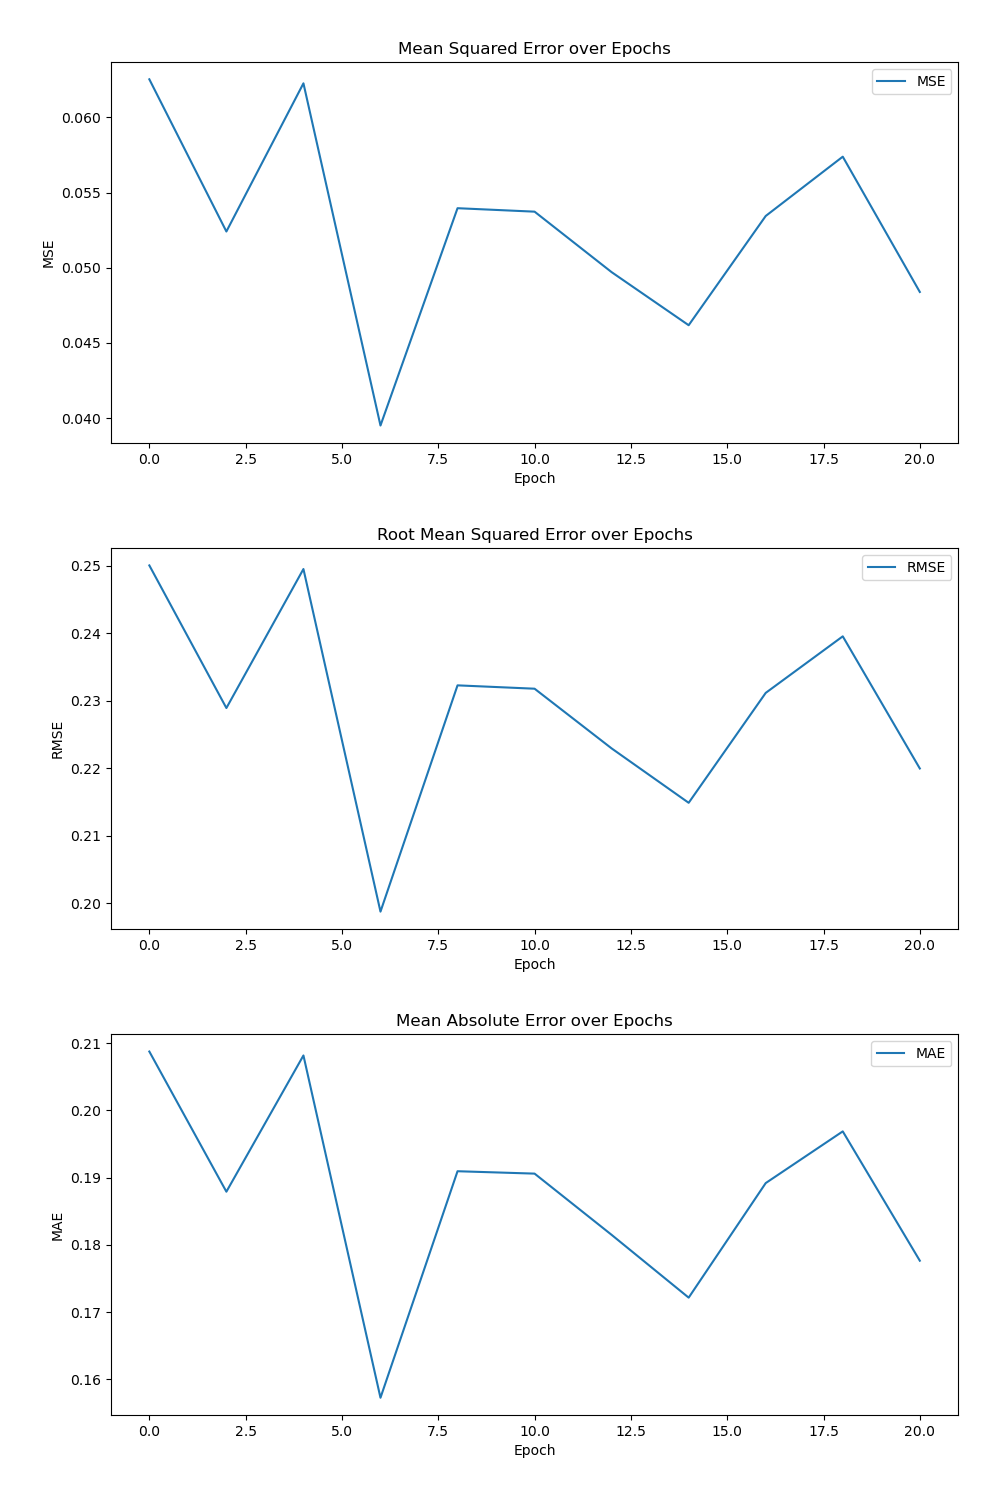 Mean Squared Error over Epochs
MSE
0.060
0.055
0.050
0.045
0.040
MSE
0.0 2.5 5.0 7.5 10.0 12.5 15.0 17.5 20.0
Epoch
Root Mean Squared Error over Epochs
RMSE
0.25
0.24
0.23
0.22
0.21
0.20
RMSE
0.0 2.5 5.0 7.5 10.0 12.5 15.0 17.5 20.0
Epoch
Mean Absolute Error over Epochs
MAE
0.21
0.20
0.19
0.18
0.17
0.16
MAE
0.0 2.5 5.0 7.5 10.0 12.5 15.0 17.5 20.0
Epoch